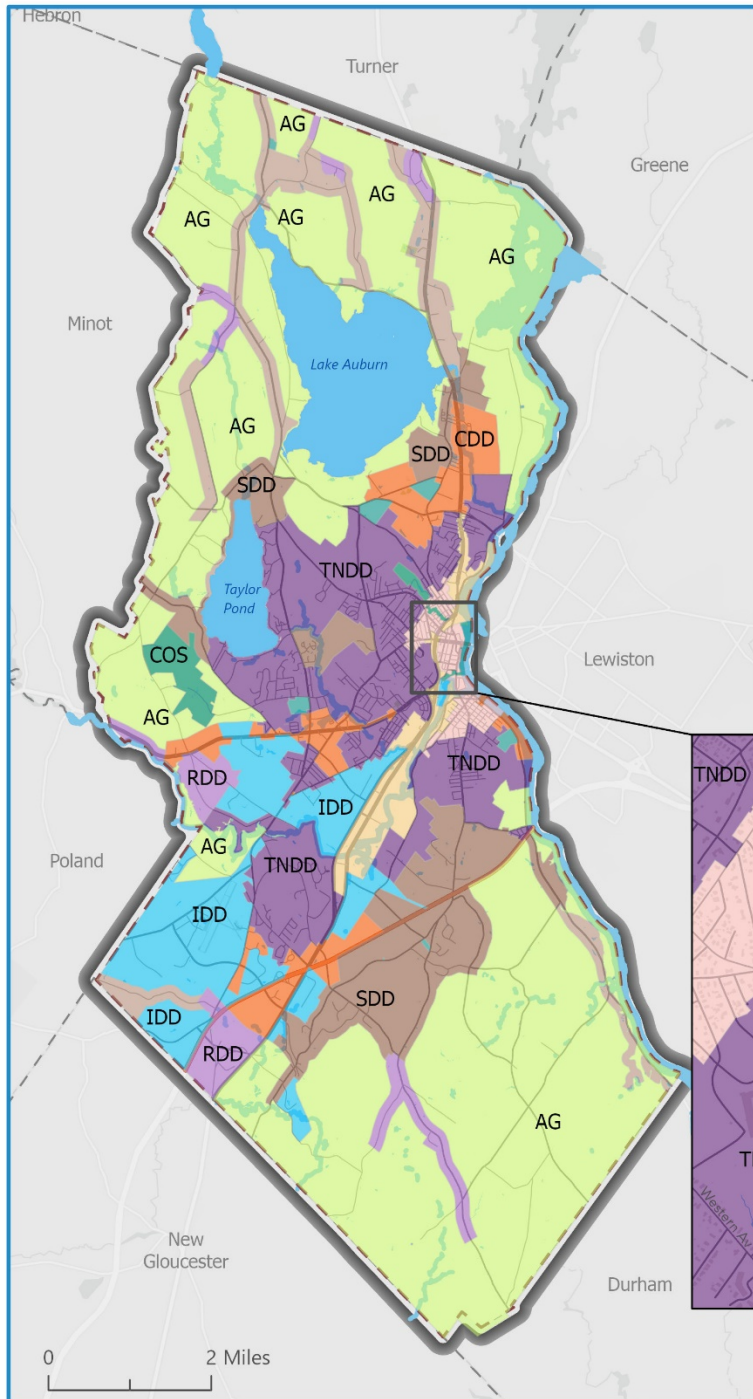 Hebron
Turner
AG
Greene
AG
AG
AG
AG
Minot
Lake Auburn
AG
SDD
CDD
SDD
TNDD
Taylor
Pond
COS
Lewiston
AG
RDD
IDD
TNDD
TNDD
AG
Poland
TNDD
IDD
SDD
IDD
RDD
AG
New
Gloucester
Durham
0
2 Miles